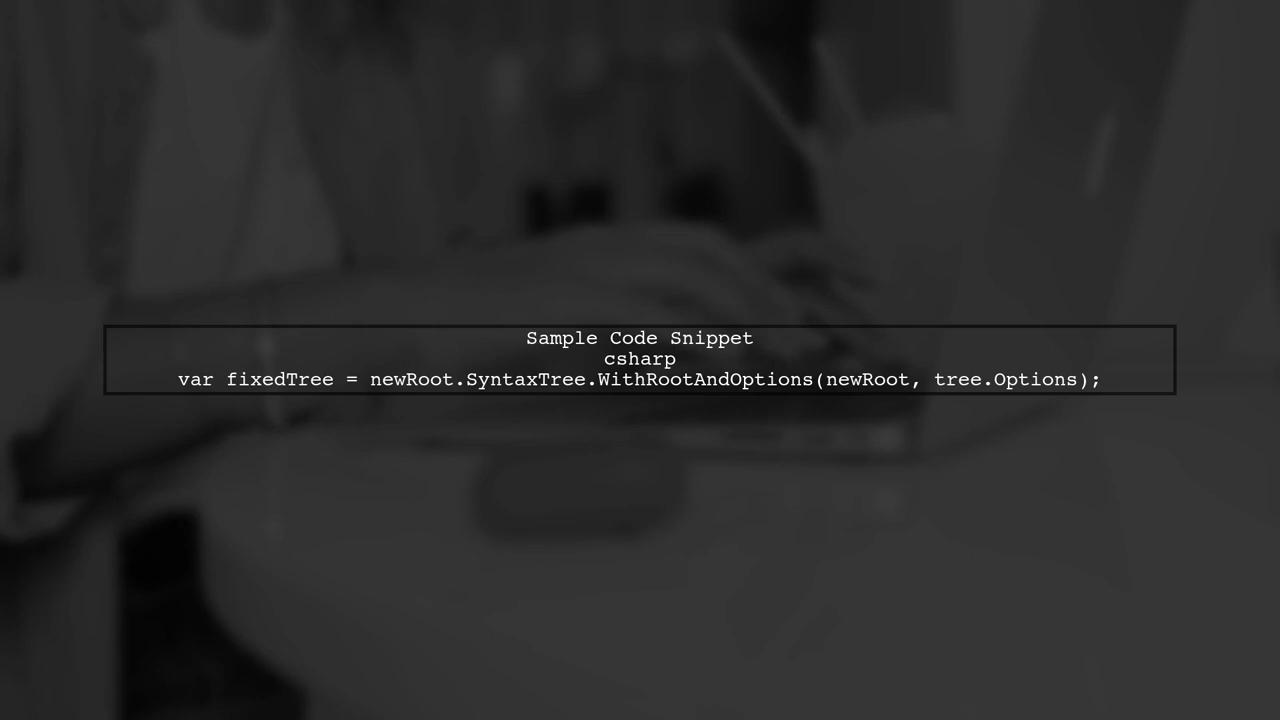 Sample Code Snippet
csharp
var fixedTree = newRoot.SyntaxTree.WithRootAndOptions(newRoot, tree.Options);